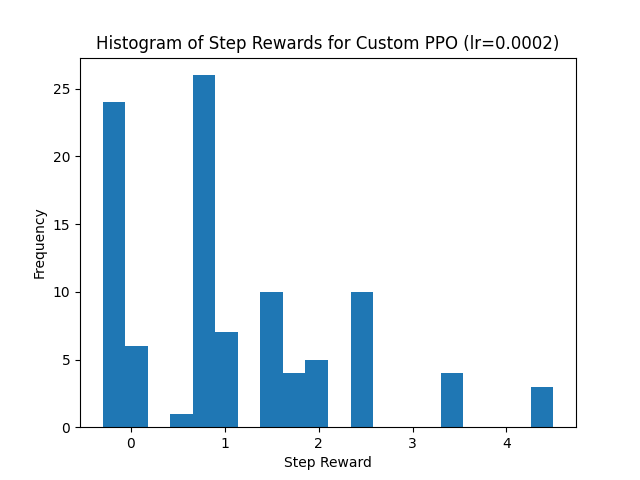 Histogram of Step Rewards for Custom PPO (lr=0.0002)
25
20
15
10
5
0
Frequency
0 1 2 3 4
Step Reward